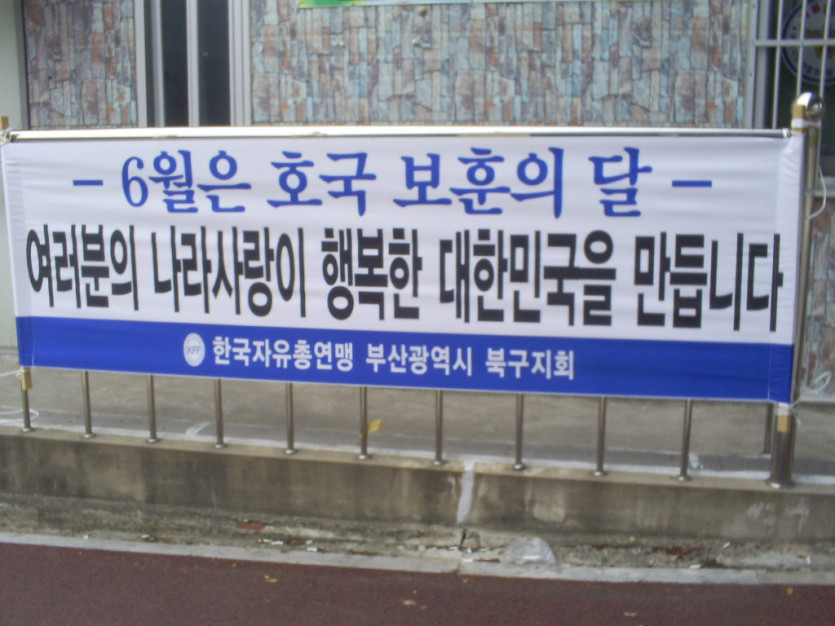 - 6월은 호국 보훈의 달 -
여러분의 나라사랑이 행복한 대한민국을 만듭니다
KFF 한국자유총연맹 부산광역시 북구지회